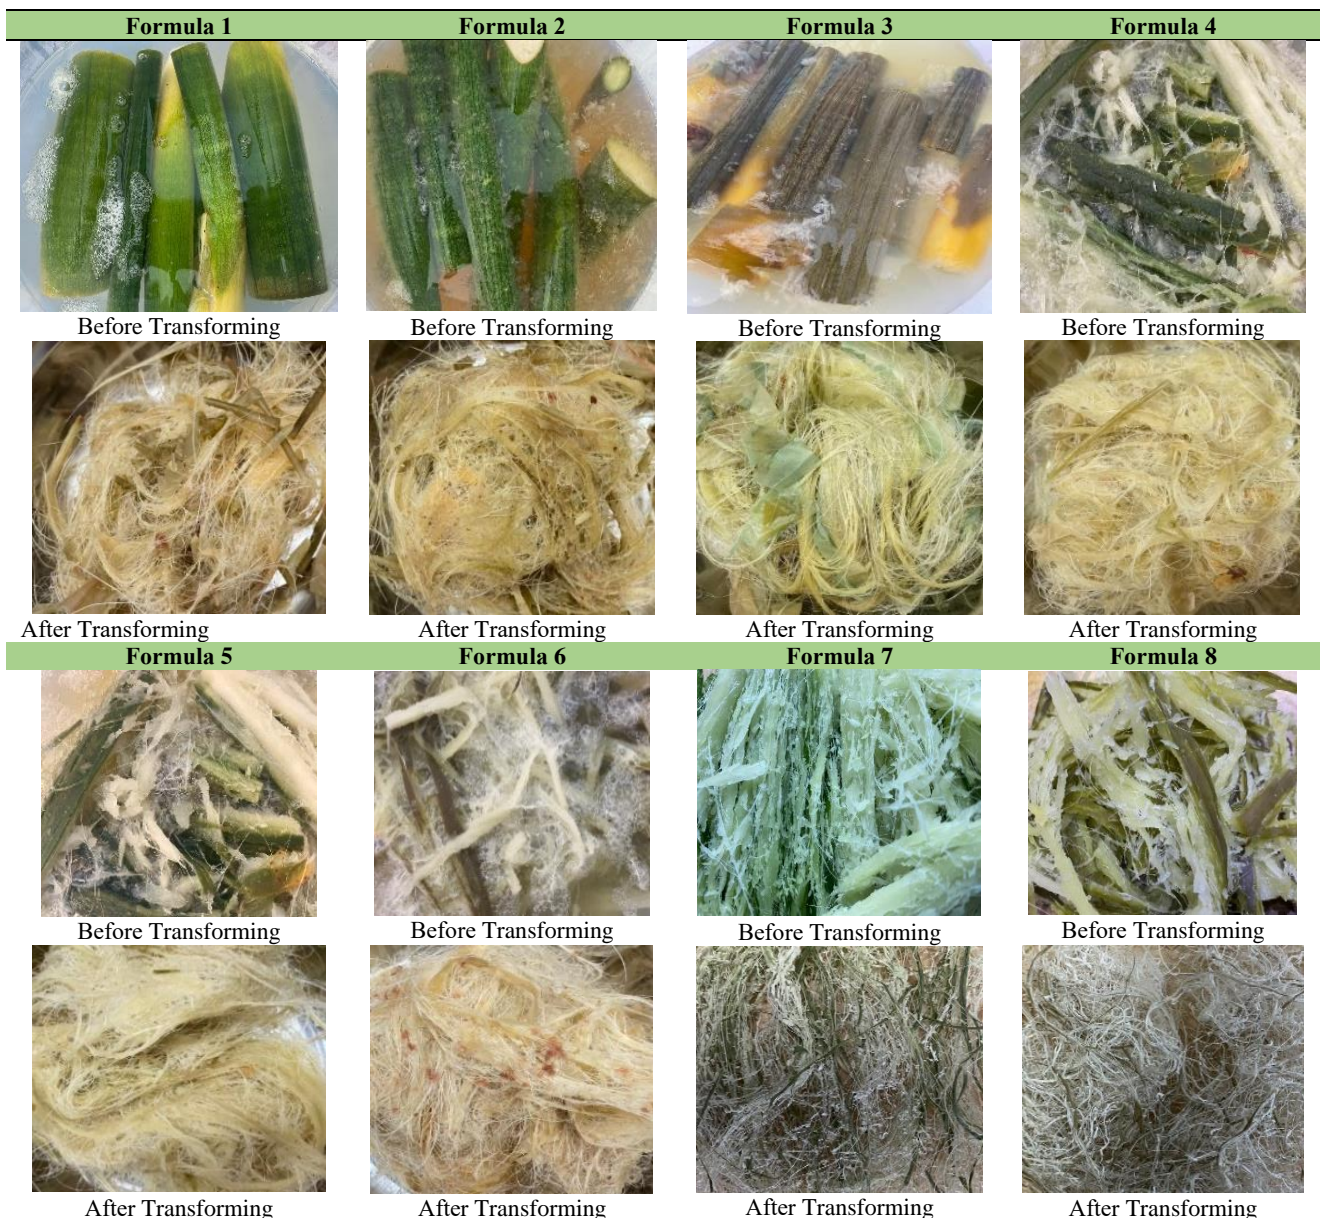 Formula 1 Formula 2 Formula 3 Formula 4
Before Transforming Before Transforming Before Transforming Before Transforming
After Transforming After Transforming After Transforming After Transforming
Formula 5 Formula 6 Formula 7 Formula 8
Before Transforming Before Transforming Before Transforming Before Transforming
After Transforming After Transforming After Transforming After Transforming